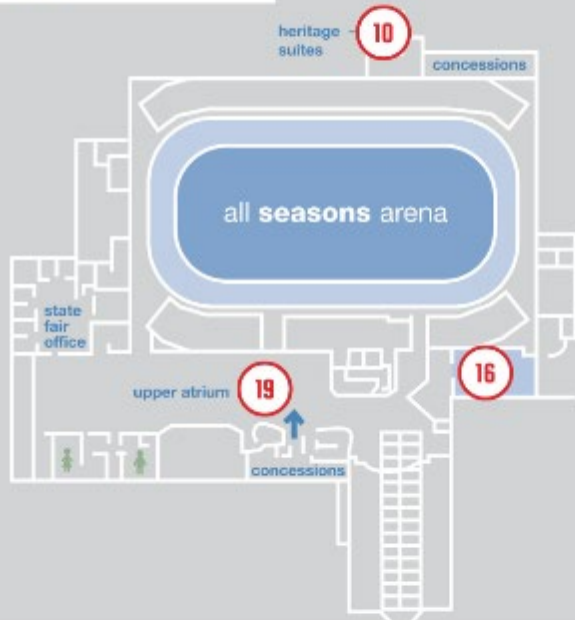 heritage
suites
10
concessions
all seasons arena
state
fair
office
16
upper atrium
19
concessions